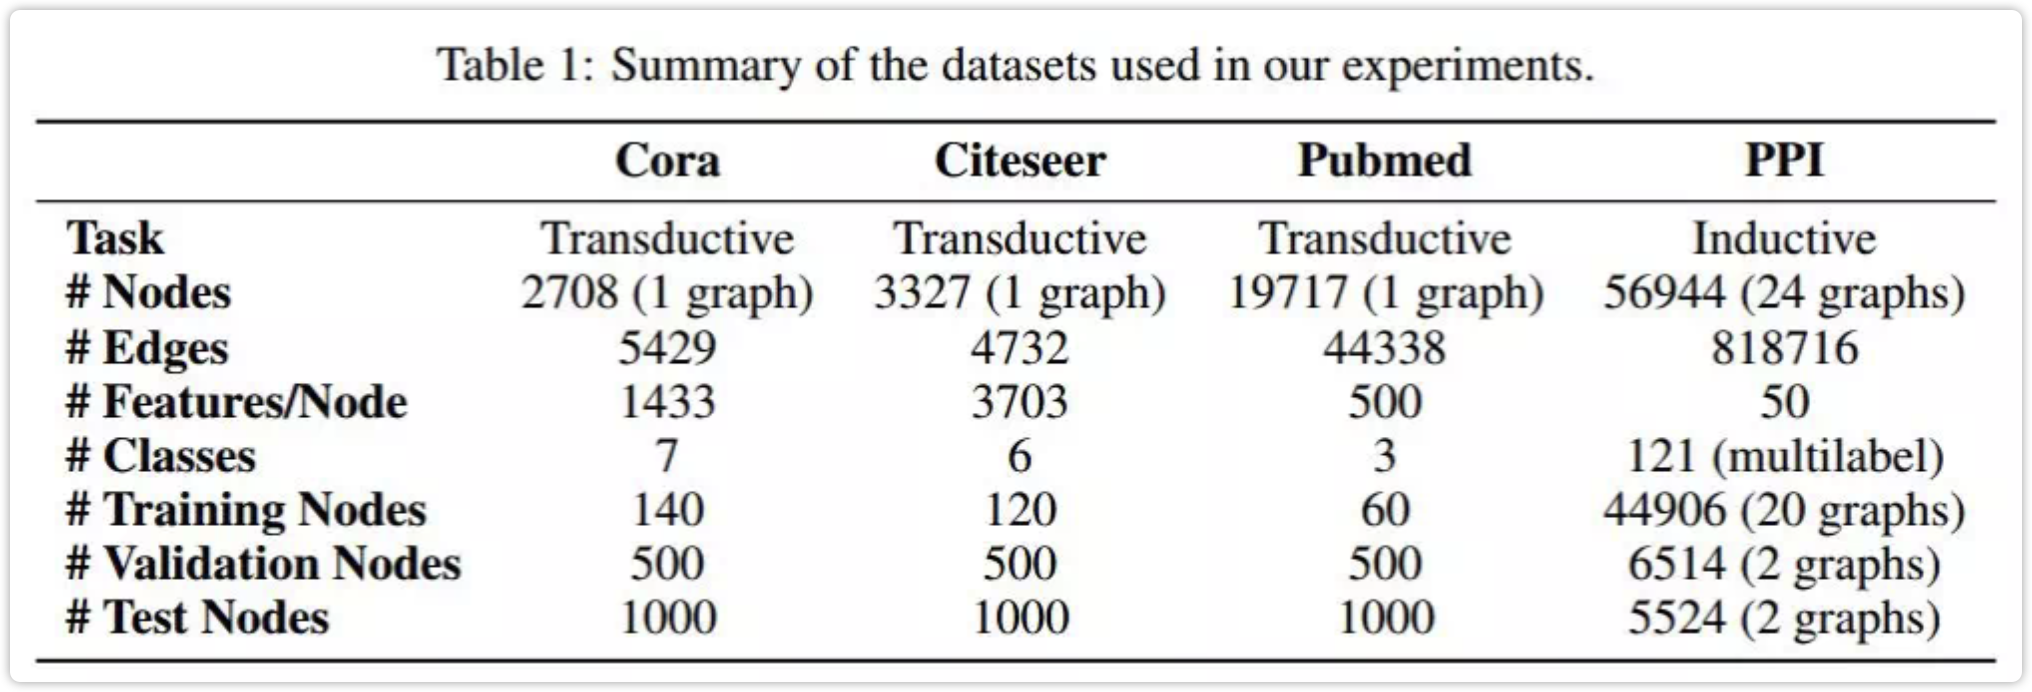 Table 1: Summary of the datasets used in our experiments.
Cora Citeseer Pubmed PPI
Task Transductive Transductive Transductive Inductive
# Nodes 2708 (1 graph) 3327 (1 graph) 19717 (1 graph) 56944 (24 graphs)
# Edges 5429 4732 44338 818716
# Features/Node 1433 3703 500 50
# Classes 7 6 3 121 (multilabel)
# Training Nodes 140 120 60 44906 (20 graphs)
# Validation Nodes 500 500 500 6514 (2 graphs)
# Test Nodes 1000 1000 1000 5524 (2 graphs)